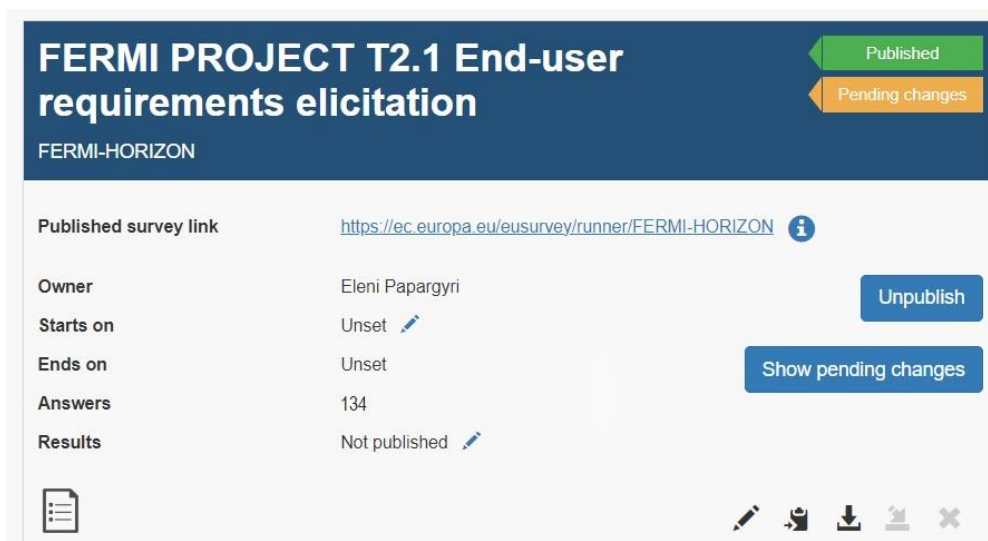 FERMI PROJECT T2.1 End-user
requirements elicitation
FERMI-HORIZON
Published
Pending changes
Published survey link https://ec.europa.eu/eusurvey/runner/FERMI-HORIZON
Owner Eleni Papargyri
Unpublish
Starts on Unset
Ends on Unset
Show pending changes
Answers 134
Results Not published